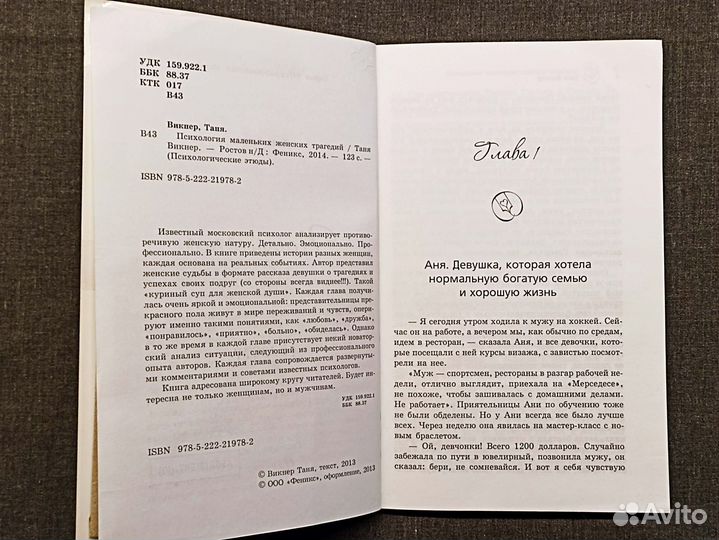 УДК 159.922.1
ББК 88.37
КТК 017
В43
Викнер, Таня.
В43 Психология маленьких женских трагедий / Таня
Викнер. — Ростов н/Д : Феникс, 2014. — 123 с. —
(Психологические этюды).
ISBN 978-5-222-21978-2
Известный московский психолог анализирует противо-
речивую женскую натуру. Детально. Эмоционально. Про-
фессионально. В книге приведены истории разных женщин,
каждая основана на реальных событиях. Автор представил
женские судьбы в формате рассказа девушки о трагедиях и
успехах своих подруг (со стороны всегда виднее!!!). Такой
«куриный суп для женской души». Каждая глава получи-
лась очень яркой и эмоциональной: представительницы пре-
красного пола живут в мире переживаний и чувств, опери-
руют именно такими понятиями, как «любовь», «дружба»,
«понравилось», «приятно», «больно», «обиделась». Однако
в то же время в каждой главе присутствует некий новатор-
ский анализ ситуации, следующий из профессионального
опыта авторов. Каждая глава сопровождается развернуты-
ми комментариями и советами известных психологов.
Книга адресована широкому кругу читателей. Будет ин-
тересна не только женщинам, но и мужчинам.
УДК 159.922.1
ББК 88.37
ISBN 978-5-222-21978-2
© Викнер Таня, текст, 2013
© ООО «Феникс», оформление, 2013
Глава 1
Аня. Девушка, которая хотела
нормальную богатую семью
и хорошую жизнь
— Я сегодня утром ходила к мужу на хоккей. Сей-
час он на работе, а вечером мы, как обычно по средам,
идем в ресторан, — сказала Аня, и все девочки, кото-
рые посещали с ней курсы визажа, с завистью посмот-
рели на нее.
«Муж — спортсмен, рестораны в разгар рабочей не-
дели, отлично выглядит, приехала на «Мерседесе», не
похоже, чтобы зашивалась с домашними делами.
Не работает». Приятельницы Ани по обучению тоже не
были обделены. Но у Ани всегда все было лучше
всех. Через неделю она явилась на мастер-класс с но-
вым браслетом.
— Ой, девчонки! Всего 1200 долларов. Случайно
забежала по пути в ювелирный, позвонила мужу, он
сказал: бери, не сомневайся. И вот я себя чувствую
Avito